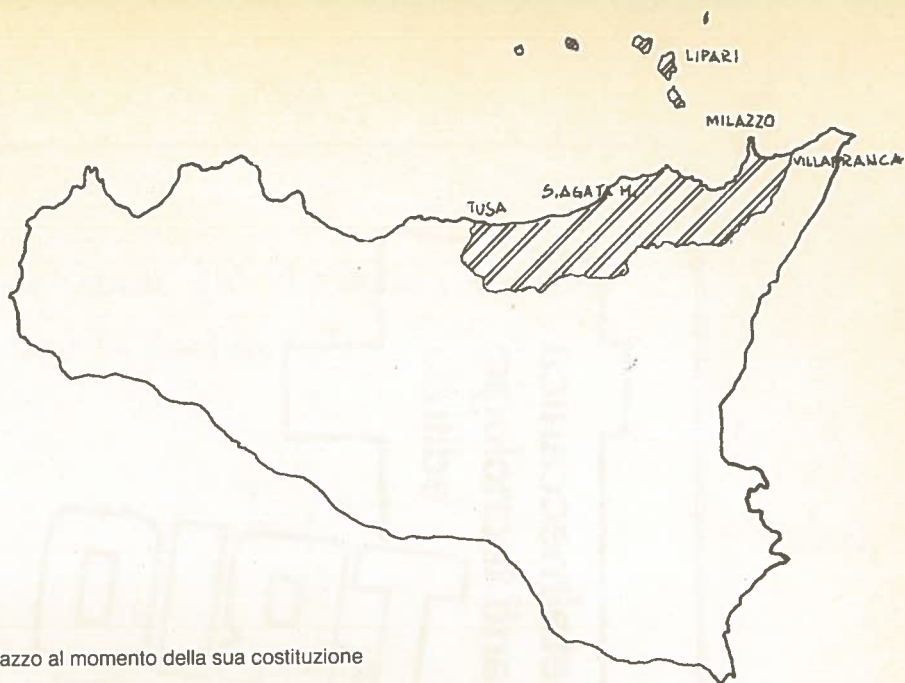 LIPARI
MILAZZO
VILLAFRANCA
S.AGATA M.
TUSA
azzo al momento della sua costituzione